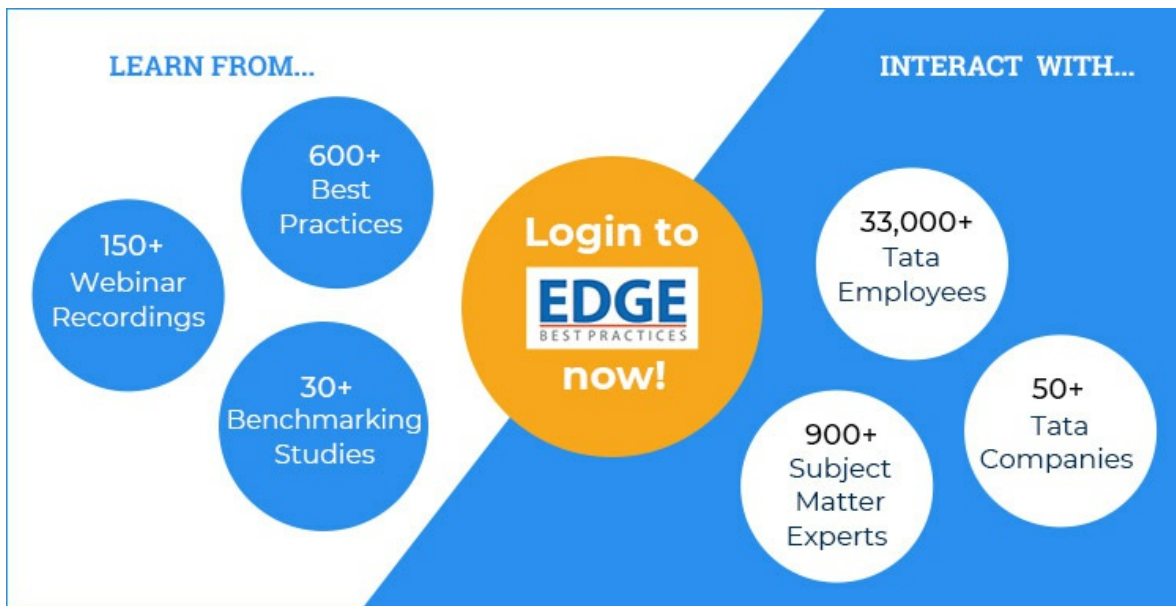 LEARN FROM...
600+
Best
Practices
150+
Webinar
Recordings
30+
Benchmarking
Studies
Login to
EDGE
BEST PRACTICES
now!
INTERACT WITH...
33,000+
Tata
Employees
50+
Tata
Companies
900+
Subject
Matter
Experts